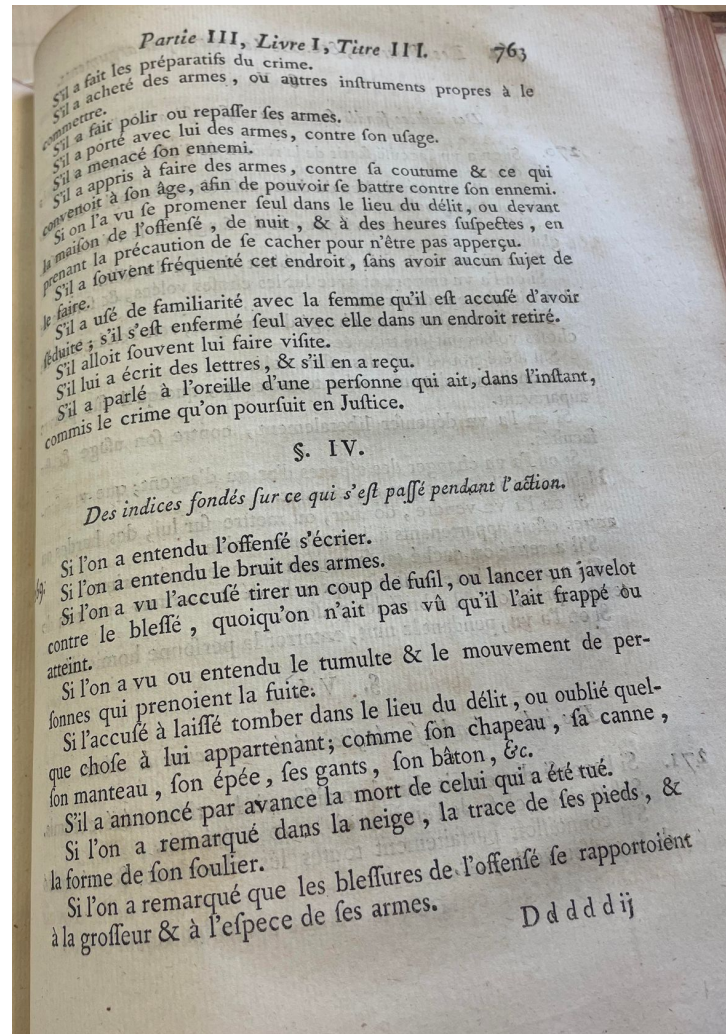 Partie III, Livre I, Titre III. 763
S'il a fait les préparatifs du crime.
S'il a acheté des armes, ou autres inſtruments propres à le
commettre.
S'il a fait polir ou repaſſer ſes armes.
S'il a porté avec lui des armes, contre ſon uſage.
S'il a menacé ſon ennemi.
S'il a appris à faire des armes, contre ſa coutume & ce qui
convenoit à ſon âge, afin de pouvoir ſe battre contre ſon ennemi.
Si on l'a vu ſe promener ſeul dans le lieu du délit, ou devant
la maiſon de l'offenſé, de nuit, & à des heures ſuſpectes, en
prenant la précaution de ſe cacher pour n'être pas apperçu.
S'il a ſouvent fréquenté cet endroit, ſans avoir aucun ſujet de
le faire.
S'il a uſé de familiarité avec la femme qu'il eſt accuſé d'avoir
ſéduite; s'il s'eſt enfermé ſeul avec elle dans un endroit retiré.
S'il alloit ſouvent lui faire viſite.
S'il lui a écrit des lettres, & s'il en a reçu.
S'il a parlé à l'oreille d'une perſonne qui ait, dans l'inſtant,
commis le crime qu'on pourſuit en Juſtice.
§. IV.
Des indices fondés ſur ce qui s'eſt paſſé pendant l'action.
Si l'on a entendu l'offenſé s'écrier.
Si l'on a entendu le bruit des armes.
Si l'on a vu l'accuſé tirer un coup de fuſil, ou lancer un javelot
contre le bleſſé, quoiqu'on n'ait pas vû qu'il l'ait frappé ou
atteint.
Si l'on a vu ou entendu le tumulte & le mouvement de per-
ſonnes qui prenoient la fuite.
Si l'accuſé à laiſſé tomber dans le lieu du délit, ou oublié quel-
que choſe à lui appartenant; comme ſon chapeau, ſa canne,
ſon manteau, ſon épée, ſes gants, ſon bâton, &c.
S'il a annoncé par avance la mort de celui qui a été tué.
Si l'on a remarqué dans la neige, la trace de ſes pieds, &
la forme de ſon ſoulier.
Si l'on a remarqué que les bleſſures de l'offenſé ſe rapportoient
à la groſſeur & à l'eſpece de ſes armes.
D d d d d ij